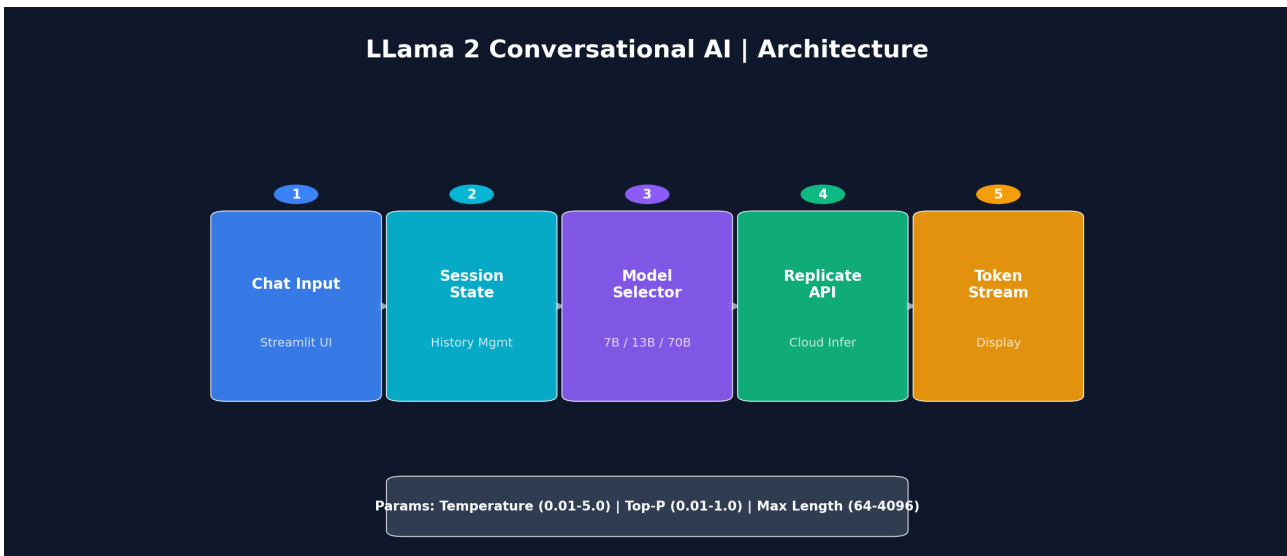 LLama 2 Conversational AI | Architecture
1
2
3
4
5
Chat Input
Streamlit UI
Session
State
History Mgmt
Model
Selector
7B / 13B / 70B
Replicate
API
Cloud Infer
Token
Stream
Display
Params: Temperature (0.01-5.0) | Top-P (0.01-1.0) | Max Length (64-4096)